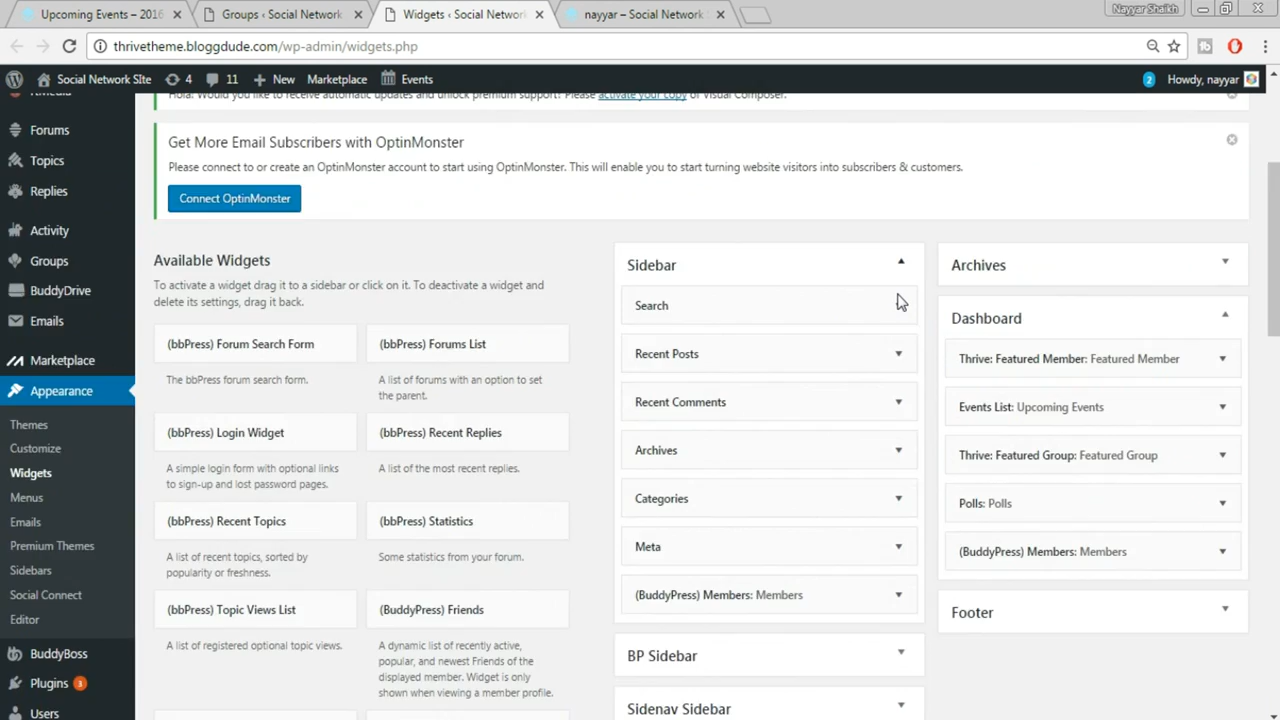 Upcoming Events – 2016
Groups ‹ Social Network
Widgets ‹ Social Network
nayyar – Social Network
Nayyar Shaikh
thrivetheme.bloggdude.com/wp-admin/widgets.php
Social Network SIte
4
11
New
Marketplace
Events
2
Howdy, nayyar
Hola! Would you like to receive automatic updates and unlock premium support? Please activate your copy of Visual Composer.
Get More Email Subscribers with OptinMonster
Please connect to or create an OptinMonster account to start using OptinMonster. This will enable you to start turning website visitors into subscribers & customers.
Connect OptinMonster
RtMedia
Forums
Topics
Replies
Activity
Groups
BuddyDrive
Emails
Marketplace
Appearance
Themes
Customize
Widgets
Menus
Emails
Premium Themes
Sidebars
Social Connect
Editor
BuddyBoss
Plugins 3
Users
Available Widgets
To activate a widget drag it to a sidebar or click on it. To deactivate a widget and
delete its settings, drag it back.
(bbPress) Forum Search Form
The bbPress forum search form.
(bbPress) Forums List
A list of forums with an option to set
the parent.
(bbPress) Login Widget
A simple login form with optional links
to sign-up and lost password pages.
(bbPress) Recent Replies
A list of the most recent replies.
(bbPress) Recent Topics
A list of recent topics, sorted by
popularity or freshness.
(bbPress) Statistics
Some statistics from your forum.
(bbPress) Topic Views List
A list of registered optional topic views.
(BuddyPress) Friends
A dynamic list of recently active,
popular, and newest Friends of the
displayed member. Widget is only
shown when viewing a member profile.
Sidebar
Search
Recent Posts
Recent Comments
Archives
Categories
Meta
(BuddyPress) Members: Members
BP Sidebar
Sidenav Sidebar
Archives
Dashboard
Thrive: Featured Member: Featured Member
Events List: Upcoming Events
Thrive: Featured Group: Featured Group
Polls: Polls
(BuddyPress) Members: Members
Footer